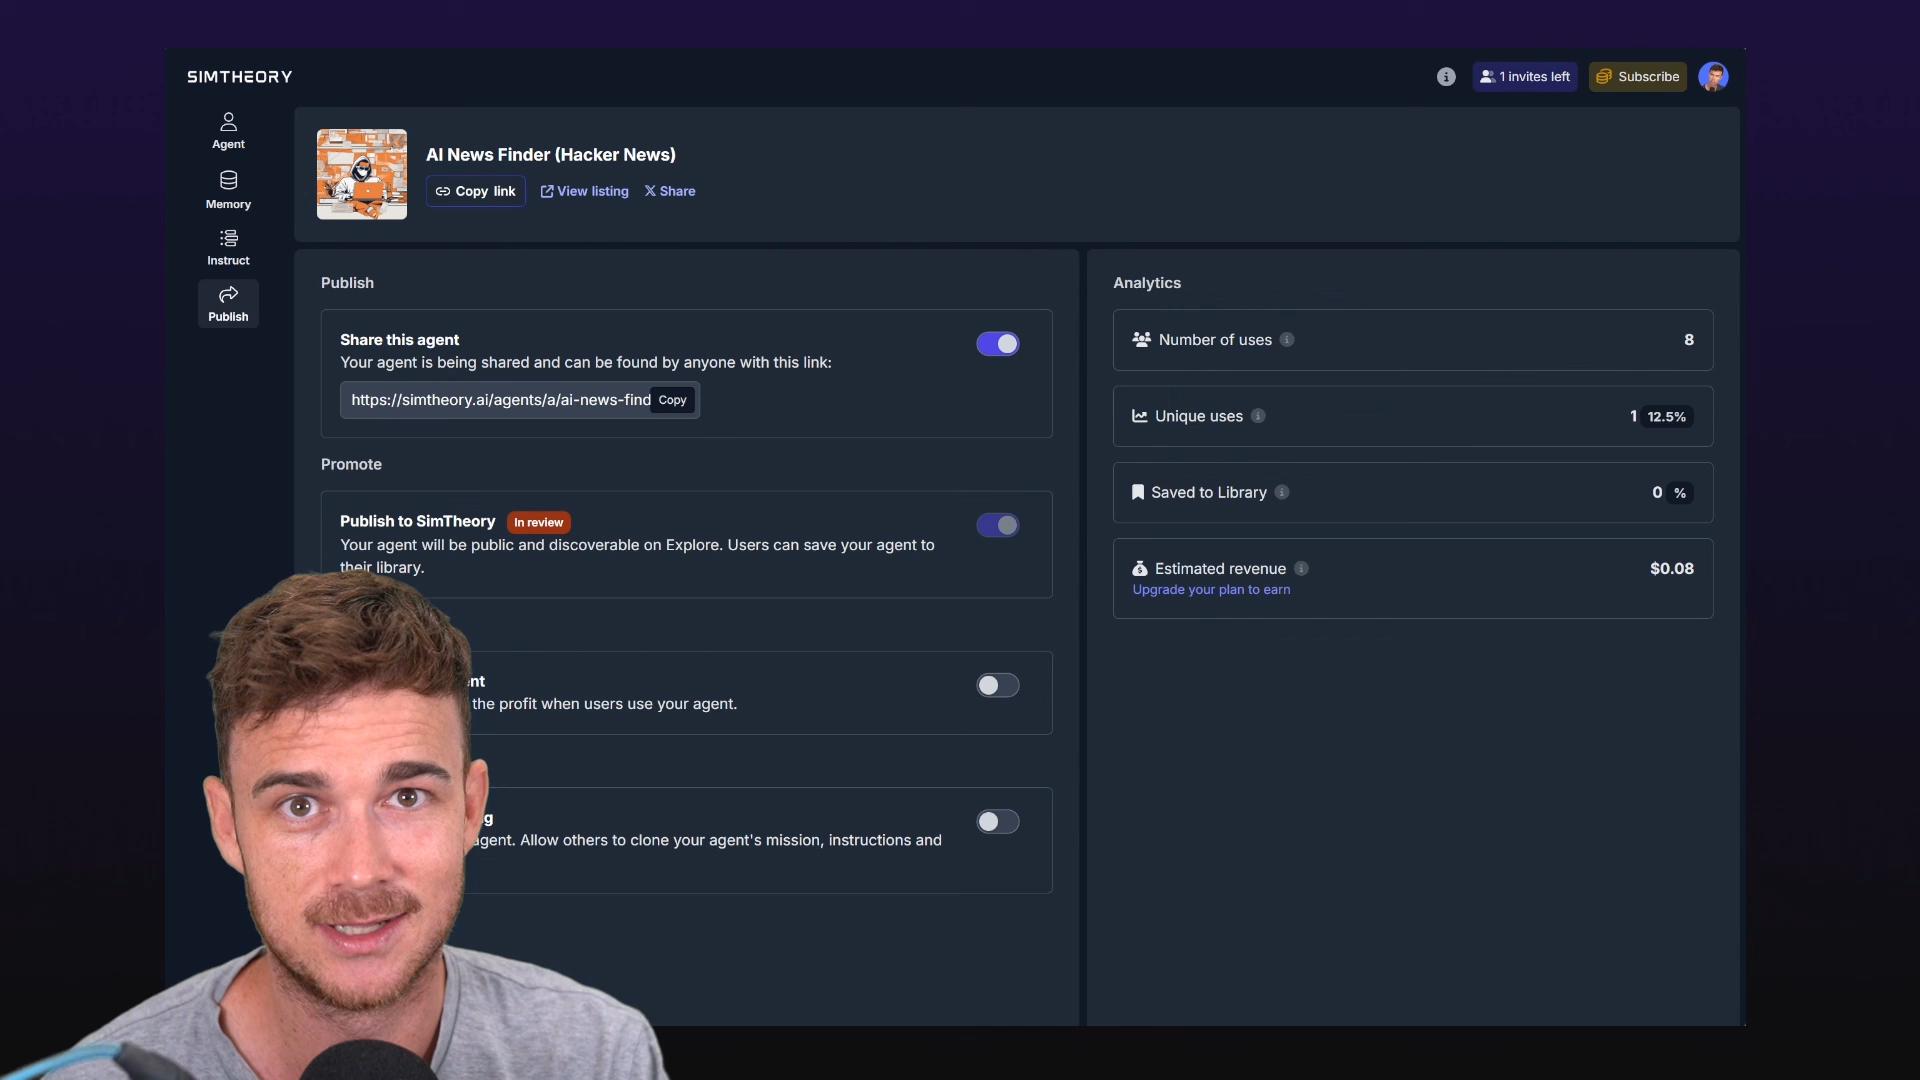 SIMTHEORY
1 invites left
Subscribe
Agent
Memory
Instruct
Publish
AI News Finder (Hacker News)
Copy link
View listing
Share
Publish
Share this agent
Your agent is being shared and can be found by anyone with this link:
https://simtheory.ai/agents/a/ai-news-find
Copy
Promote
Publish to SimTheory
In review
Your agent will be public and discoverable on Explore. Users can save your agent to
their library.
the profit when users use your agent.
agent. Allow others to clone your agent's mission, instructions and
Analytics
Number of uses
8
Unique uses
1 12.5%
Saved to Library
0 %
Estimated revenue
$0.08
Upgrade your plan to earn